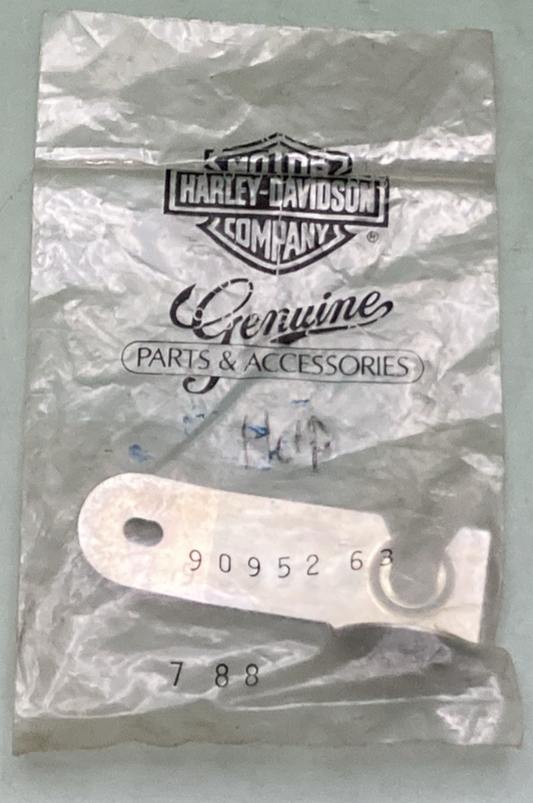 MOTOR
HARLEY-DAVIDSON
COMPANY
®
Genuine
PARTS & ACCESSORIES
90952 63
7 88